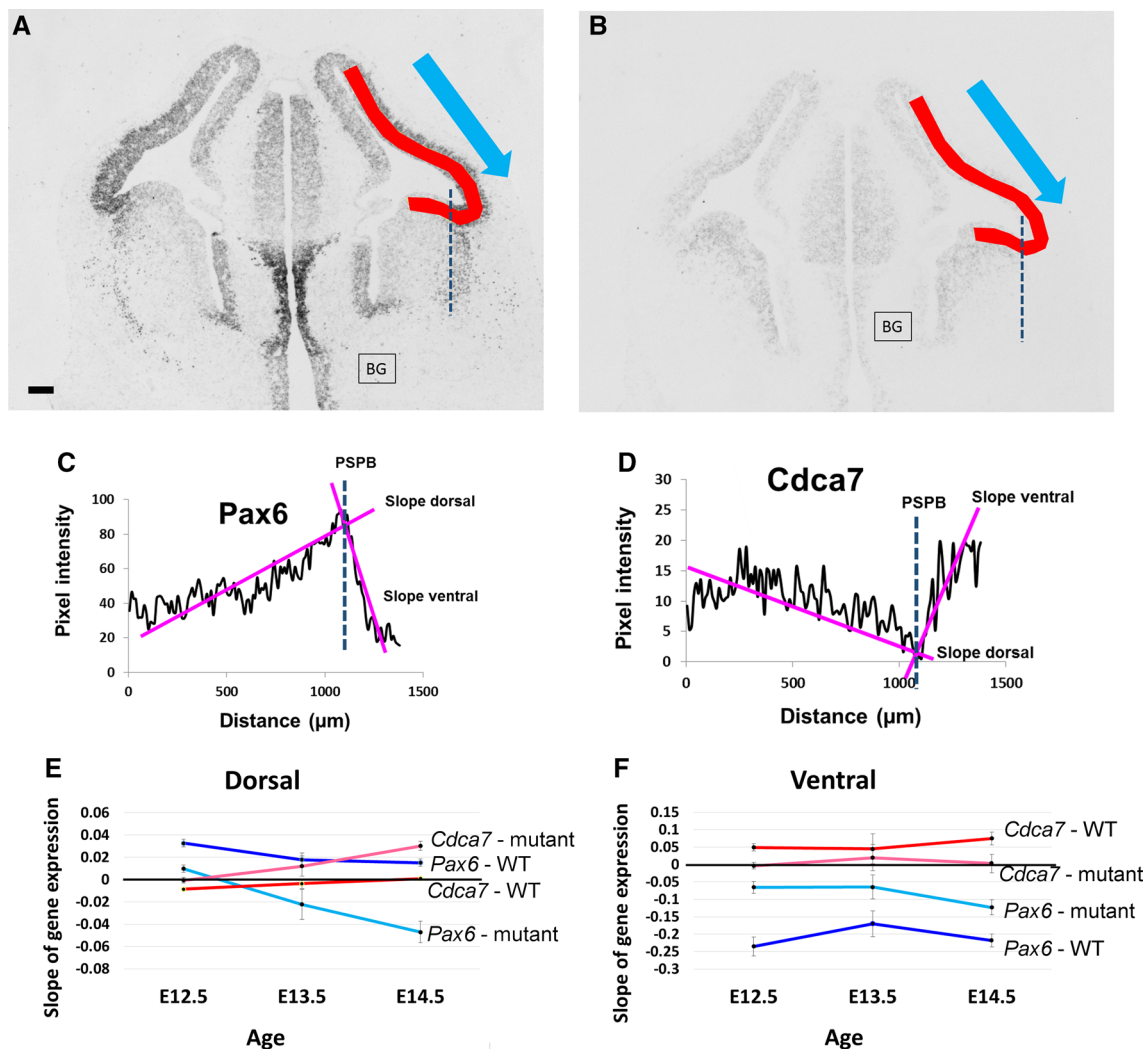 A
B
BG
BG
C
PSPB
Slope dorsal
Pax6
Slope ventral
Pixel intensity
100
80
60
40
20
0
0
500
1000
1500
Distance (µm)
D
Cdca7
PSPB
Slope ventral
Slope dorsal
Pixel intensity
30
25
20
15
10
5
0
0
500
1000
1500
Distance (µm)
E
Dorsal
Slope of gene expression
0.06
0.04
0.02
0
-0.02
-0.04
-0.06
-0.08
Cdca7 - mutant
Pax6 - WT
Cdca7 - WT
Pax6 - mutant
E12.5
E13.5
E14.5
Age
F
Ventral
Slope of gene expression
0.15
0.1
0.05
0
-0.05
-0.1
-0.15
-0.2
-0.25
-0.3
Cdca7 - WT
Cdca7 - mutant
Pax6 - mutant
Pax6 - WT
E12.5
E13.5
E14.5
Age